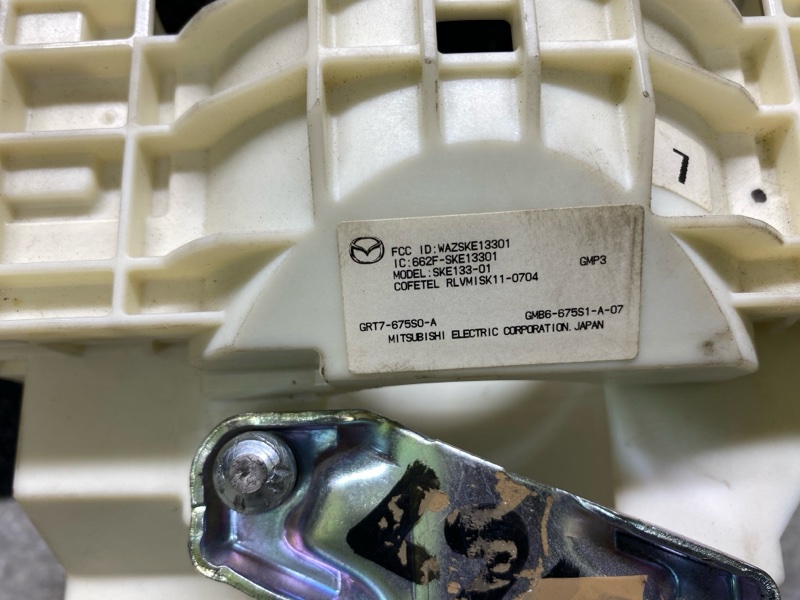 7
FCC ID:WAZSKE13301
IC:662F-SKE13301
MODEL:SKE133-01
GMP3
COFETEL RLVMISK11-0704
GRT7-675S0-A
GMB6-675S1-A-07
MITSUBISHI ELECTRIC CORPORATION. JAPAN